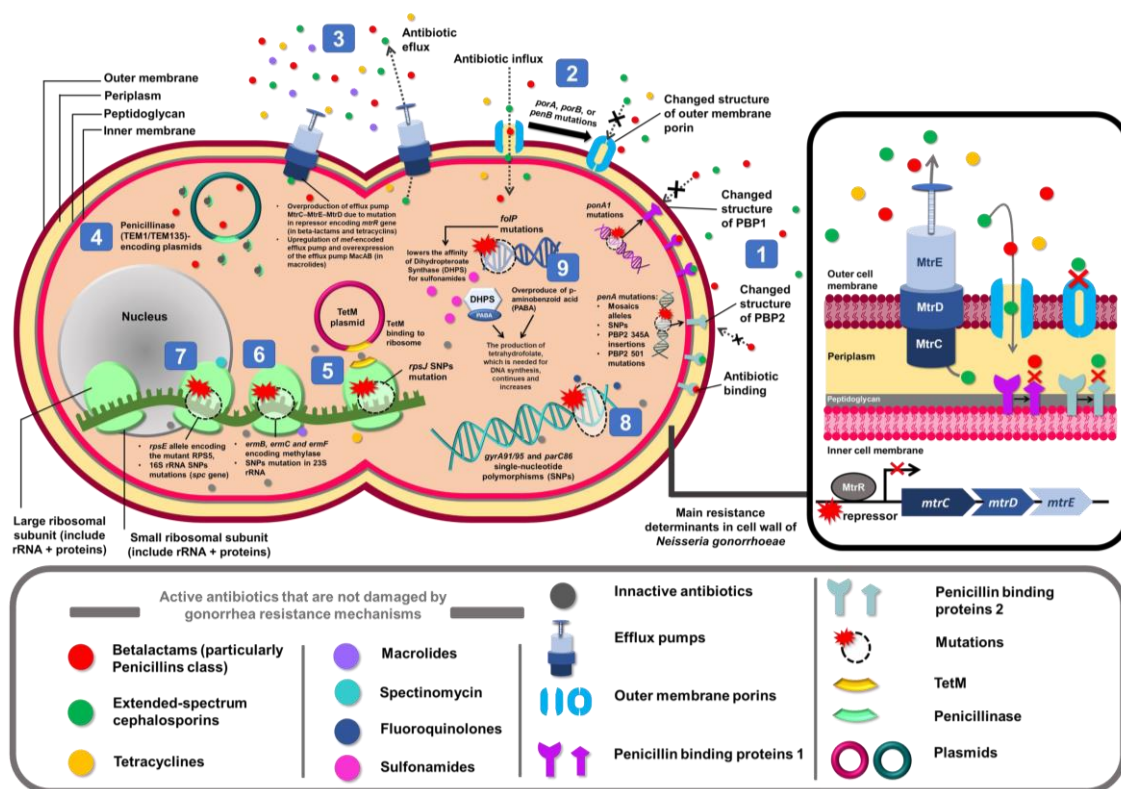 3
Antibiotic
eflux
Antibiotic influx
2
porA, porB, or
penB mutations
Changed structure
of outer membrane
porin
Outer membrane
Periplasm
Peptidoglycan
Inner membrane
4
Penicillinase
(TEM1/TEM135)-
encoding plasmids
• Overproduction of efflux pump
MtrC–MtrE–MtrD due to mutation
in repressor encoding mtrR gene
(in beta-lactams and tetracyclins)
• Upregulation of mef-encoded
efflux pump and overexpression
of the efflux pump MacAB (in
macrolides)
folP
mutations
lowers the affinity
of Dihydropteroate
Synthase (DHPS)
for sulfonamides
9
DHPS
PABA
Overproduce of p-
aminobenzoid acid
(PABA)
The production of
tetrahydrofolate,
which is needed for
DNA synthesis,
continues and
increases
ponA1
mutations
Changed
structure
of PBP1
1
penA mutations:
• Mosaics
alleles
• SNPs
• PBP2 345A
insertions
• PBP2 501
mutations
Changed
structure
of PBP2
Antibiotic
binding
Nucleus
TetM
plasmid
TetM
binding to
ribosome
7
6
5
rpsJ SNPs
mutation
8
• rpsE allele encoding
the mutant RPS5,
• 16S rRNA SNPs
mutations (spc gene)
• ermB, ermC and ermF
encoding methylase
• SNPs mutation in 23S
rRNA
gyrA91/95 and parC86
single-nucleotide
polymorphisms (SNPs)
Large ribosomal
subunit (include
rRNA + proteins)
Small ribosomal subunit
(include rRNA + proteins)
Main resistance
determinants in cell wall of
Neisseria gonorrhoeae
MtrE
Outer cell
membrane
MtrD
MtrC
Periplasm
Peptidoglycan
Inner cell membrane
MtrR
repressor
mtrC
mtrD
mtrE
Active antibiotics that are not damaged by
gonorrhea resistance mechanisms
Betalactams (particularly
Penicillins class)
Extended-spectrum
cephalosporins
Tetracyclines
Macrolides
Spectinomycin
Fluoroquinolones
Sulfonamides
Innactive antibiotics
Efflux pumps
Outer membrane porins
Penicillin binding proteins 1
Penicillin binding
proteins 2
Mutations
TetM
Penicillinase
Plasmids